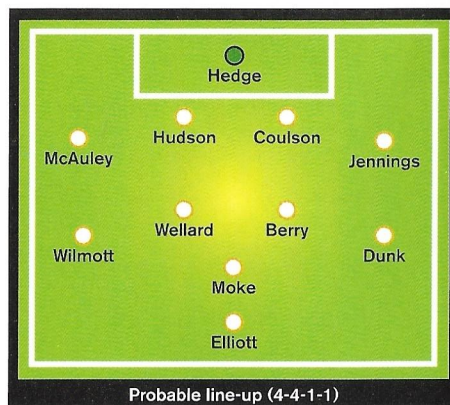 Hedge
Hudson Coulson
McAuley Jennings
Wellard Berry
Wilmott Dunk
Moke
Elliott
Probable line-up (4-4-1-1)